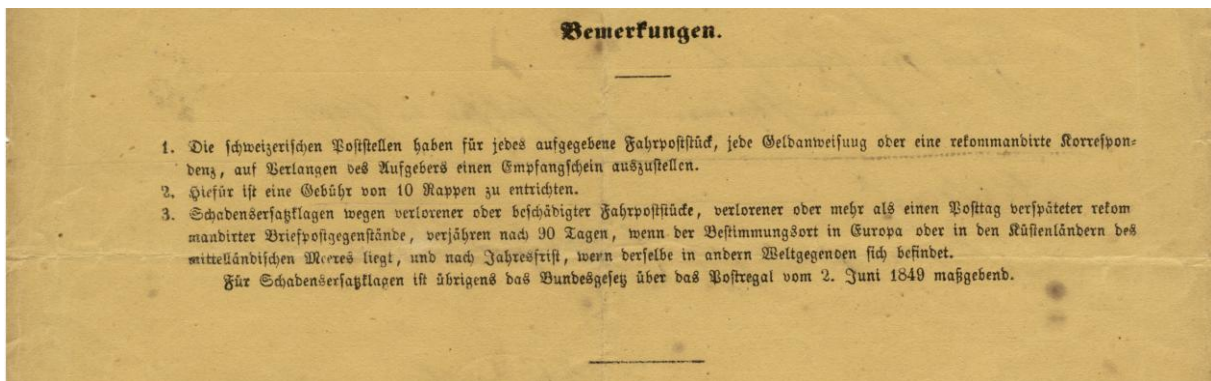 Bemerkungen.
1. Die schweizerischen Poststellen haben für jedes aufgegebene Fahrpoststück, jede Geldanweisuug oder eine rekommandirte Korrespon-
denz, auf Verlangen des Aufgebers einen Empfangschein auszustellen.
2. Hiefür ist eine Gebühr von 10 Rappen zu entrichten.
3. Schadensersatzklagen wegen verlorener oder beschädigter Fahrpoststücke, verlorener oder mehr als einen Posttag verspäteter rekom
mandirter Briefpostgegenstände, verjähren nach 90 Tagen, wenn der Bestimmungsort in Europa oder in den Küstenländern des
mittelländischen Meeres liegt, und nach Jahresfrist, wenn derselbe in andern Weltgegenden sich befindet.
Für Schadensersatzklagen ist übrigens das Bundesgesetz über das Postregal vom 2. Juni 1849 maßgebend.